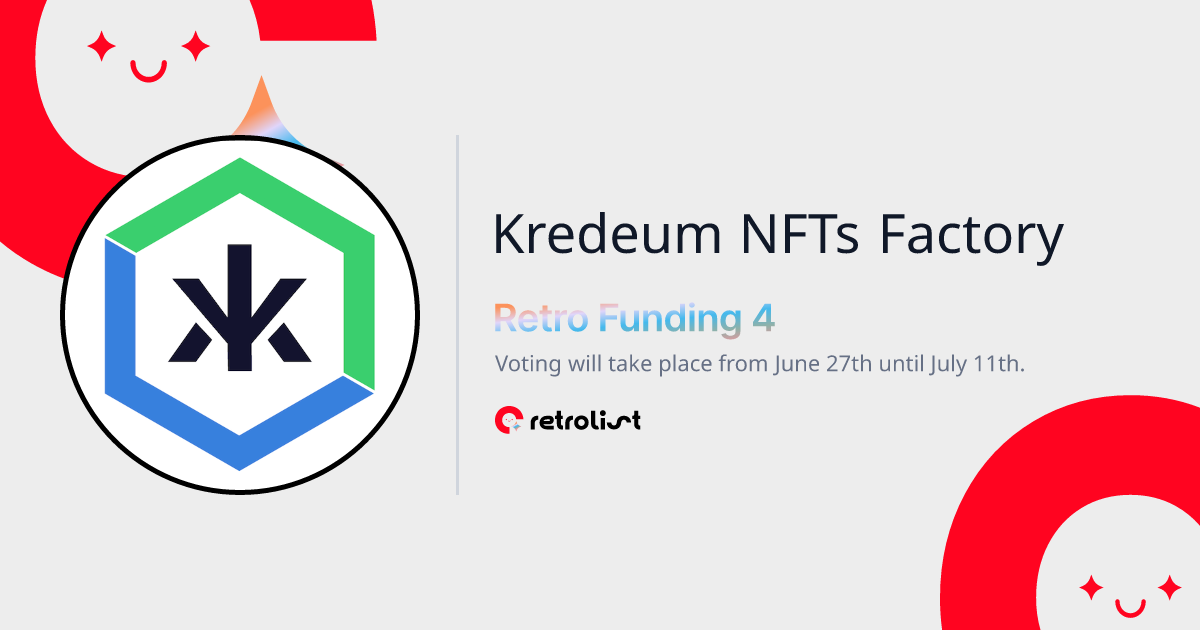 Kredeum NFTs Factory
Retro Funding 4
Voting will take place from June 27th until July 11th.
retrolist